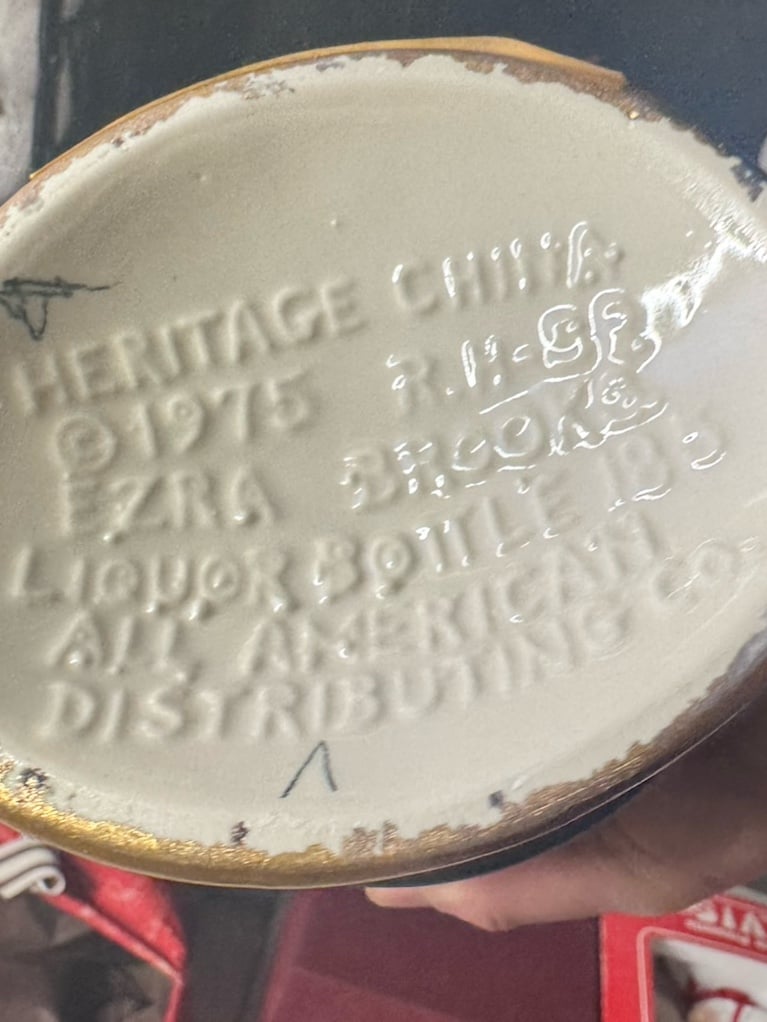 HERITAGE CHINA
©1975
EZRA BROOKS
LIQUOR BOTTLE
ALL AMERICAN
DISTRIBUTING CO.